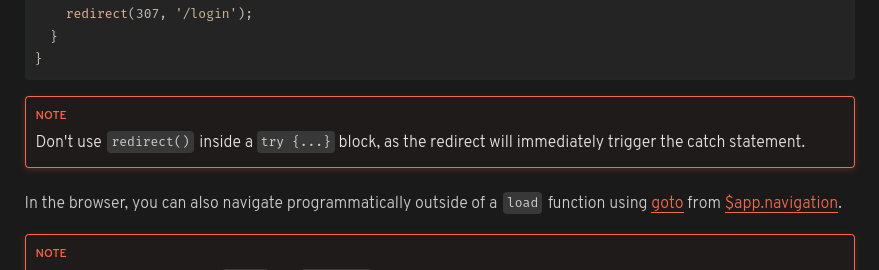 redirect(307, '/login');
}
}
NOTE
Don't use redirect() inside a try {...} block, as the redirect will immediately trigger the catch statement.
In the browser, you can also navigate programmatically outside of a load function using goto from $app.navigation.
NOTE